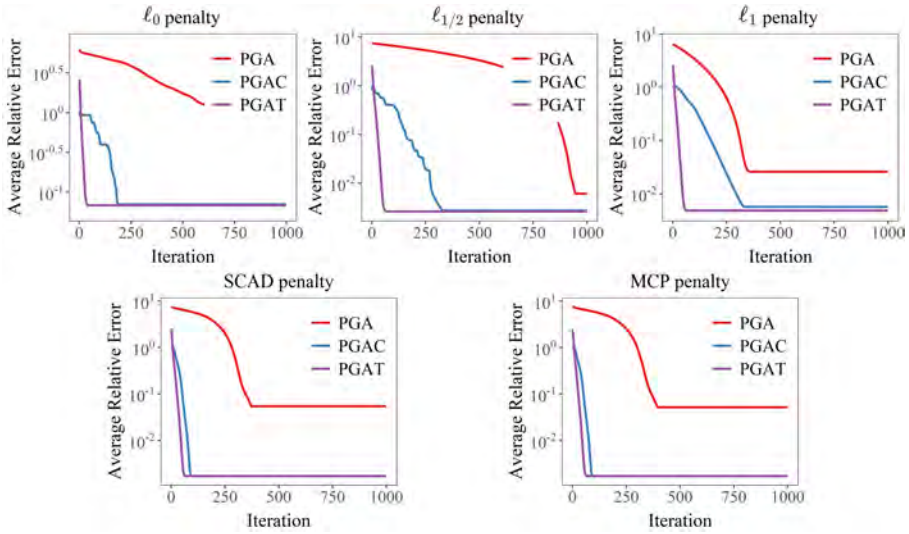 ℓ0 penalty
Average Relative Error
10^0.5
10^0
10^-0.5
10^-1
PGA
PGAC
PGAT
0 250 500 750 1000
Iteration
ℓ1/2 penalty
Average Relative Error
10^1
10^0
10^-1
10^-2
PGA
PGAC
PGAT
0 250 500 750 1000
Iteration
ℓ1 penalty
Average Relative Error
10^1
10^0
10^-1
10^-2
PGA
PGAC
PGAT
0 250 500 750 1000
Iteration
SCAD penalty
Average Relative Error
10^1
10^0
10^-1
10^-2
PGA
PGAC
PGAT
0 250 500 750 1000
Iteration
MCP penalty
Average Relative Error
10^1
10^0
10^-1
10^-2
PGA
PGAC
PGAT
0 250 500 750 1000
Iteration